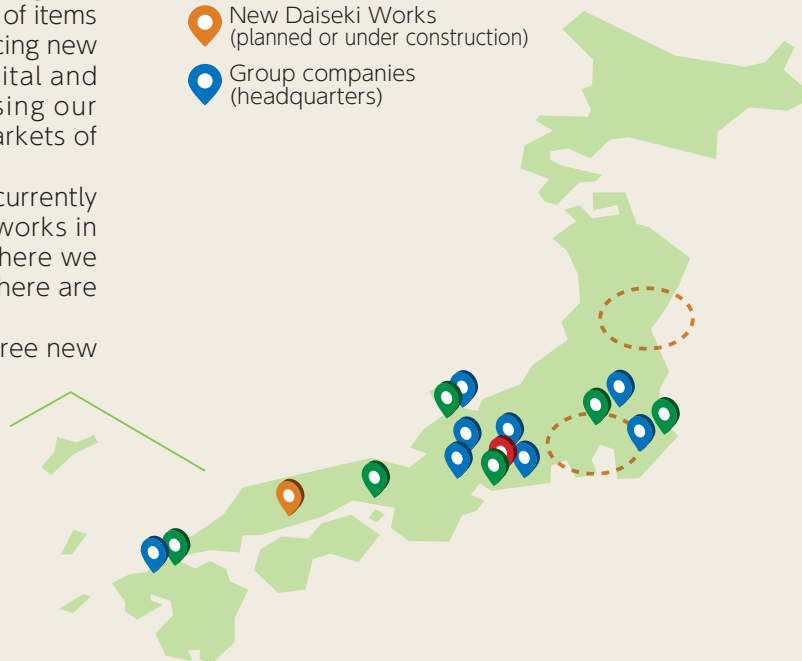 of items
cing new
ital and
sing our
arkets of
currently
works in
here we
here are
ree new
New Daiseki Works
(planned or under construction)
Group companies
(headquarters)